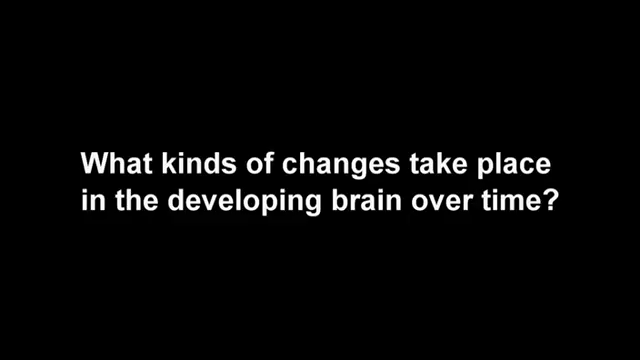 What kinds of changes take place
in the developing brain over time?